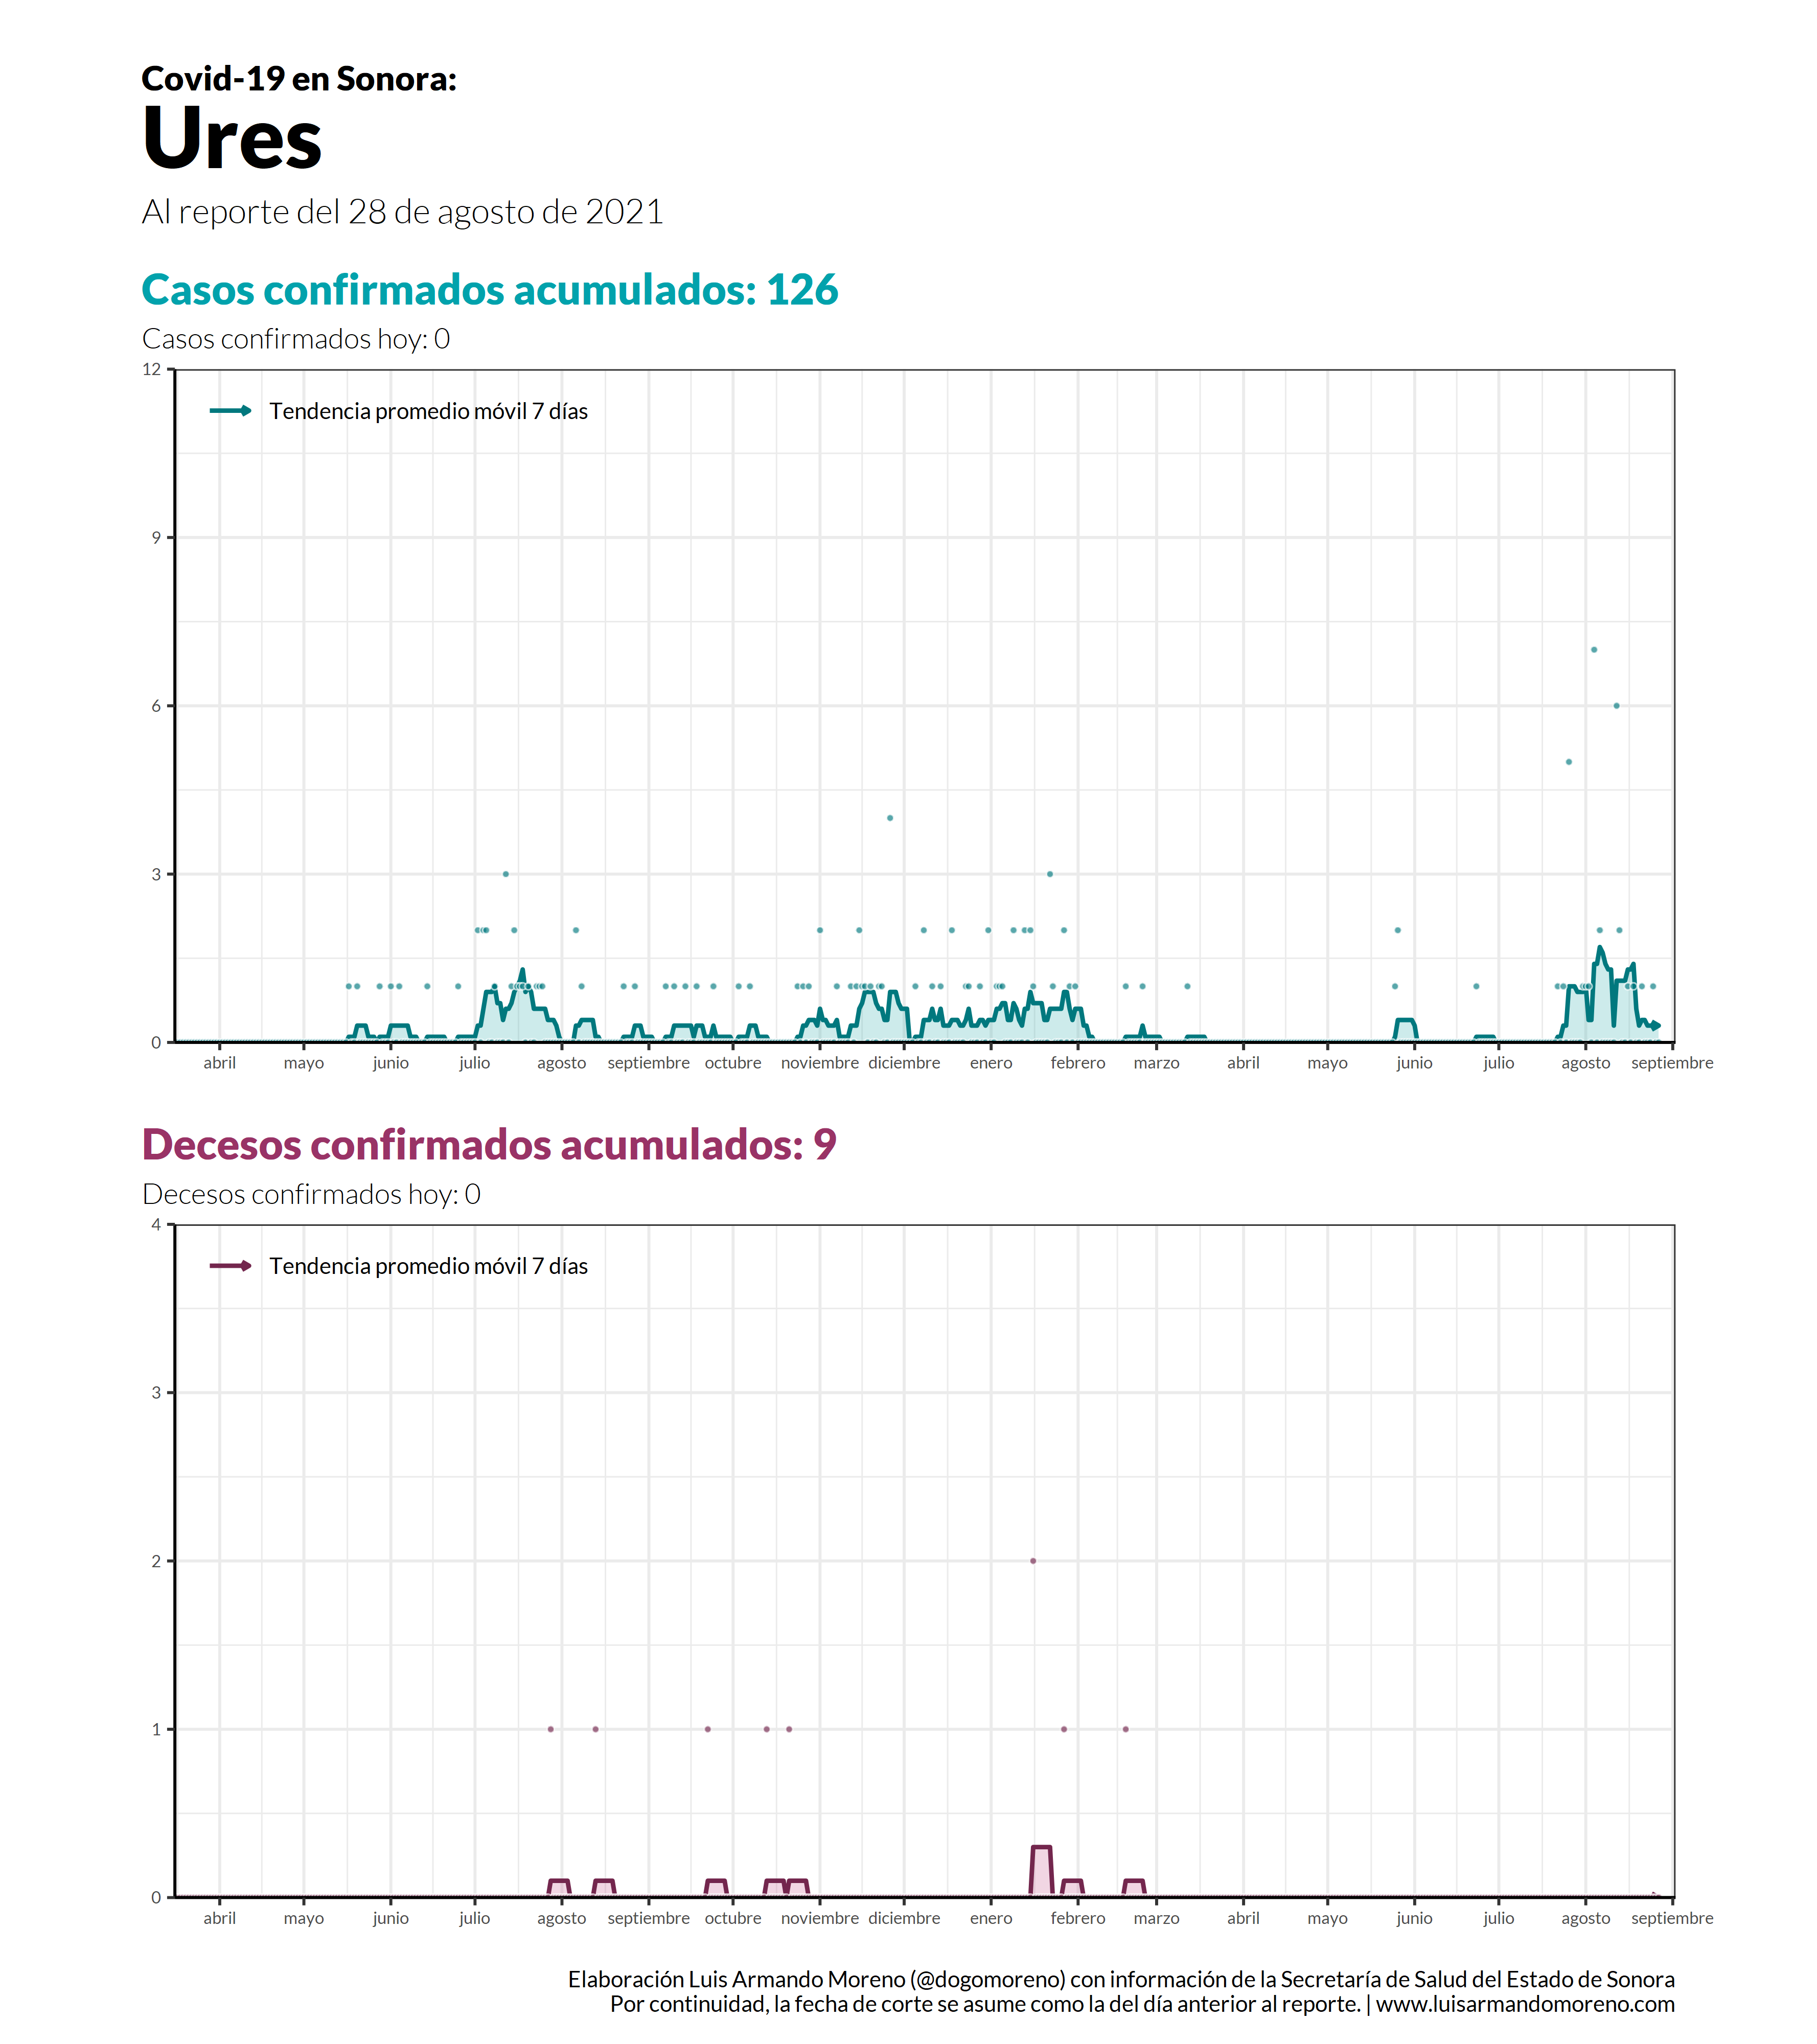 Covid-19 en Sonora:
Ures
Al reporte del 28 de agosto de 2021
Casos confirmados acumulados: 126
Casos confirmados hoy: 0
12
Tendencia promedio móvil 7 días
9
6
3
0
abril mayo junio julio agosto septiembre octubre noviembre diciembre enero febrero marzo abril mayo junio julio agosto septiembre
Decesos confirmados acumulados: 9
Decesos confirmados hoy: 0
4
Tendencia promedio móvil 7 días
3
2
1
0
abril mayo junio julio agosto septiembre octubre noviembre diciembre enero febrero marzo abril mayo junio julio agosto septiembre
Elaboración Luis Armando Moreno (@dogomoreno) con información de la Secretaría de Salud del Estado de Sonora
Por continuidad, la fecha de corte se asume como la del día anterior al reporte. | www.luisarmandomoreno.com